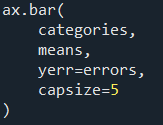 ax.bar(
    categories,
    means,
    yerr=errors,
    capsize=5
)